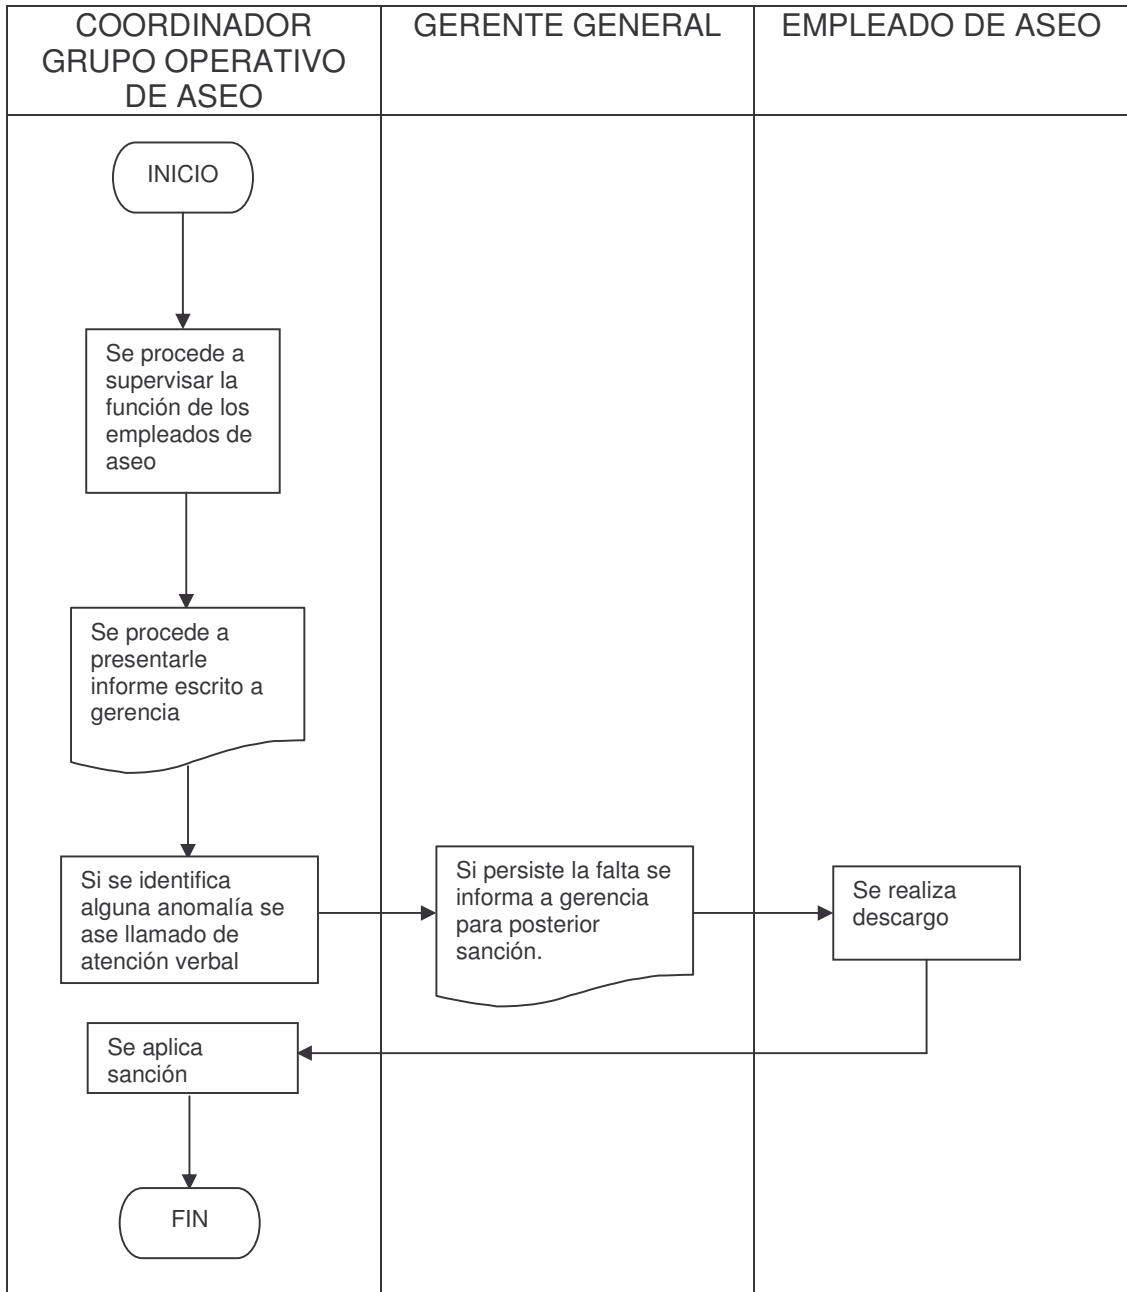 COORDINADOR
GRUPO OPERATIVO
DE ASEO
GERENTE GENERAL
EMPLEADO DE ASEO
INICIO
Se procede a
supervisar la
función de los
empleados de
aseo
Se procede a
presentarle
informe escrito a
gerencia
Si se identifica
alguna anomalía se
ase llamado de
atención verbal
Si persiste la falta se
informa a gerencia
para posterior
sanción.
Se realiza
descargo
Se aplica
sanción
FIN